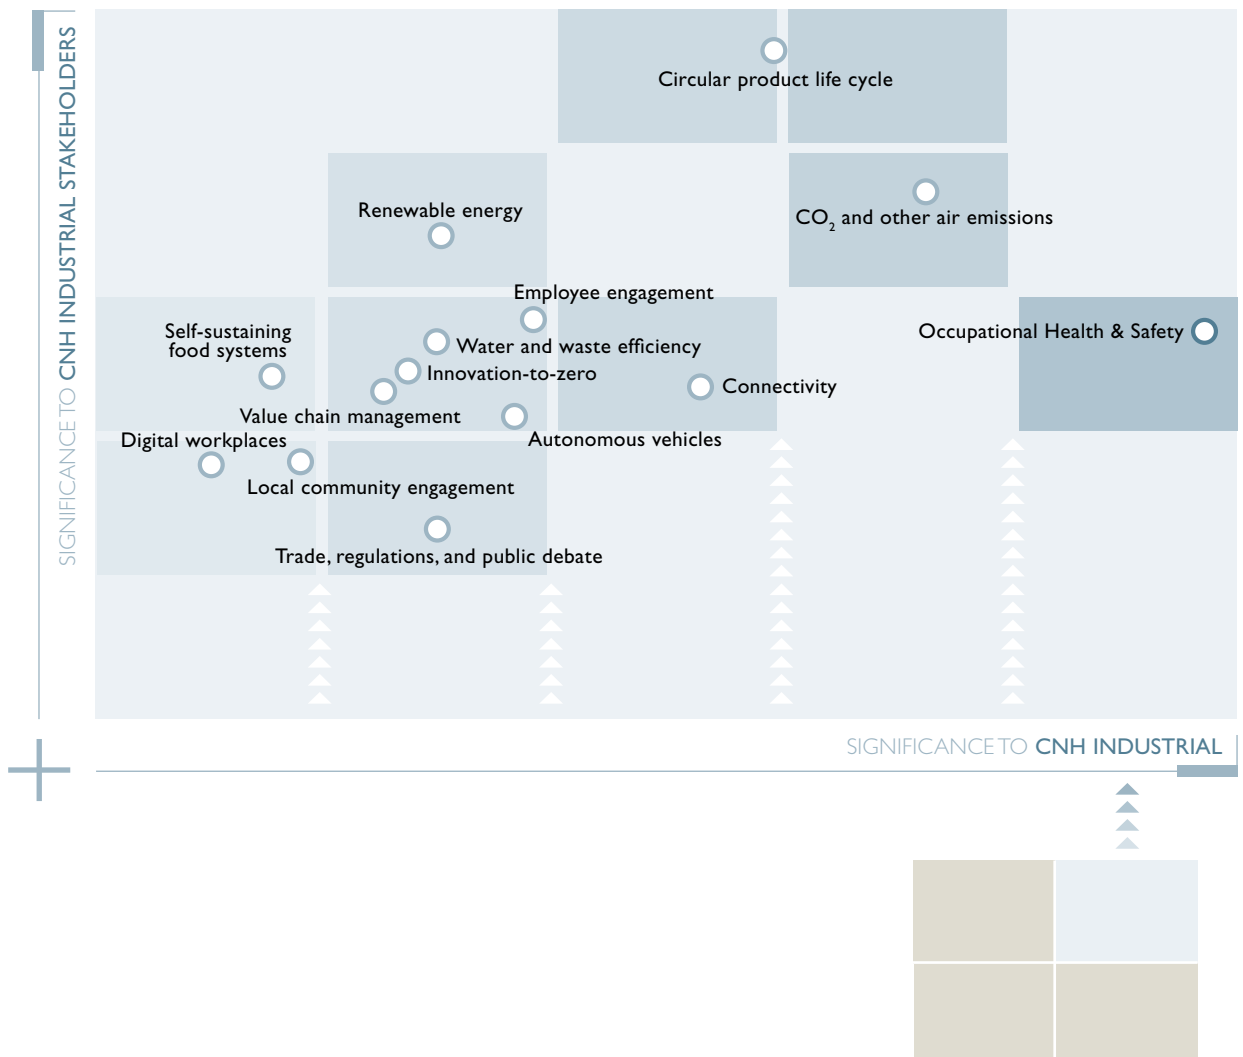 SIGNIFICANCE TO CNH INDUSTRIAL STAKEHOLDERS
Circular product life cycle
Renewable energy
CO₂ and other air emissions
Employee engagement
Self-sustaining
food systems
Occupational Health & Safety
Water and waste efficiency
Innovation-to-zero
Connectivity
Value chain management
Digital workplaces
Autonomous vehicles
Local community engagement
Trade, regulations, and public debate
SIGNIFICANCE TO CNH INDUSTRIAL